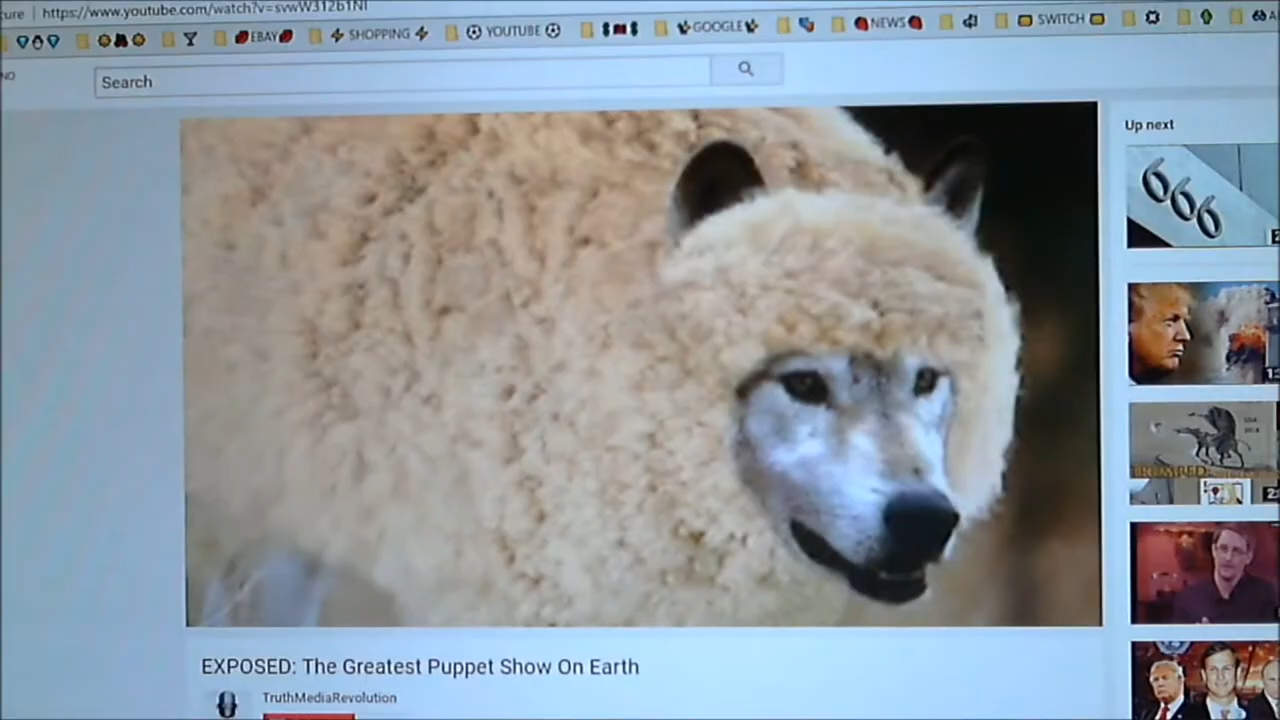 https://www.youtube.com/watch?v=svwW31261NI
EBAY
SHOPPING
YOUTUBE
GOOGLE
NEWS
SWITCH
Search
Up next
666
EXPOSED: The Greatest Puppet Show On Earth
TruthMediaRevolution